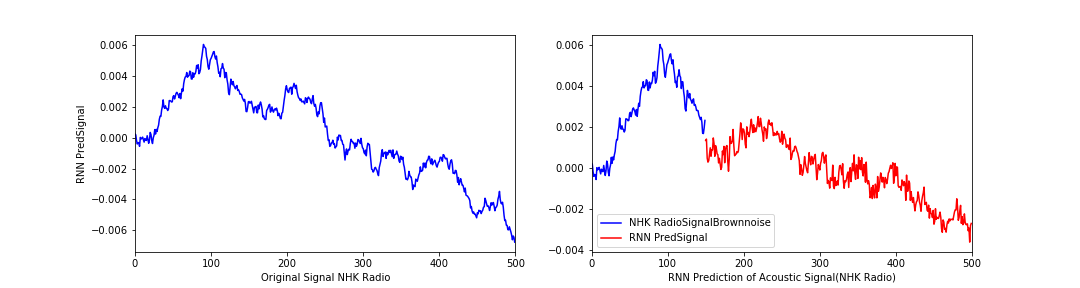 0.006
0.004
0.002
0.000
−0.002
−0.004
−0.006
RNN PredSignal
0 100 200 300 400 500
Original Signal NHK Radio
0.006
0.004
0.002
0.000
−0.002
−0.004
NHK RadioSignalBrownnoise
RNN PredSignal
0 100 200 300 400 500
RNN Prediction of Acoustic Signal(NHK Radio)